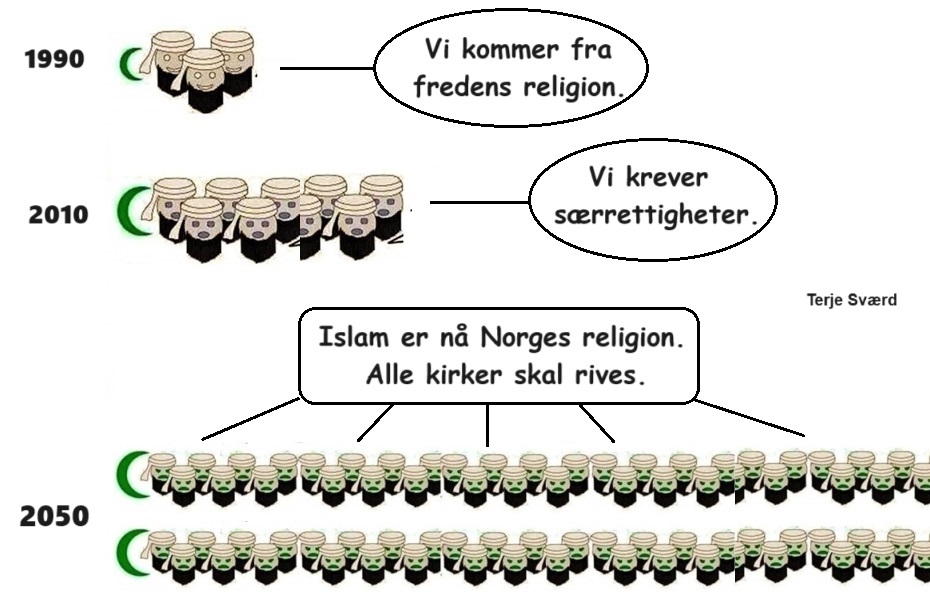 1990
Vi kommer fra
fredens religion.
2010
Vi krever
særrettigheter.
Terje Sværd
Islam er nå Norges religion.
Alle kirker skal rives.
2050